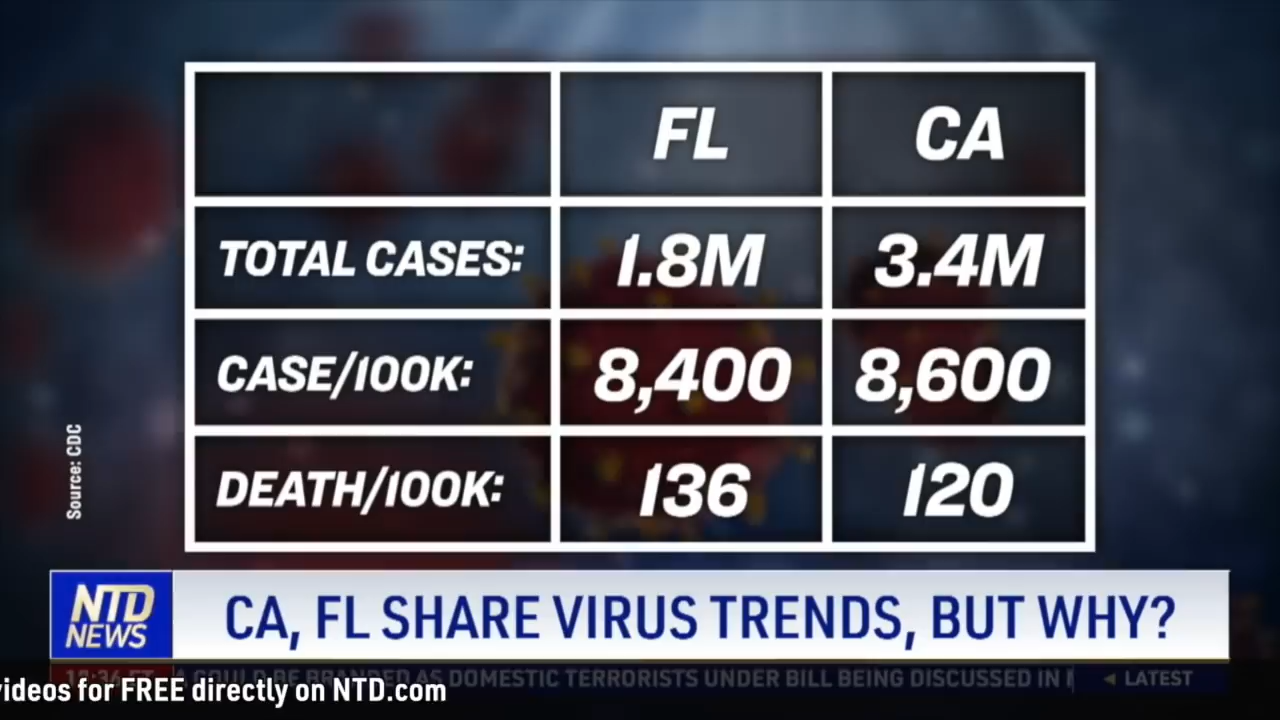 FL CA
TOTAL CASES: 1.8M 3.4M
CASE/100K: 8,400 8,600
DEATH/100K: 136 120
Source: CDC
NTD
NEWS
CA, FL SHARE VIRUS TRENDS, BUT WHY?
BRANDED AS DOMESTIC TERRORISTS UNDER BILL BEING DISCUSSED IN ◄ LATEST
videos for FREE directly on NTD.com